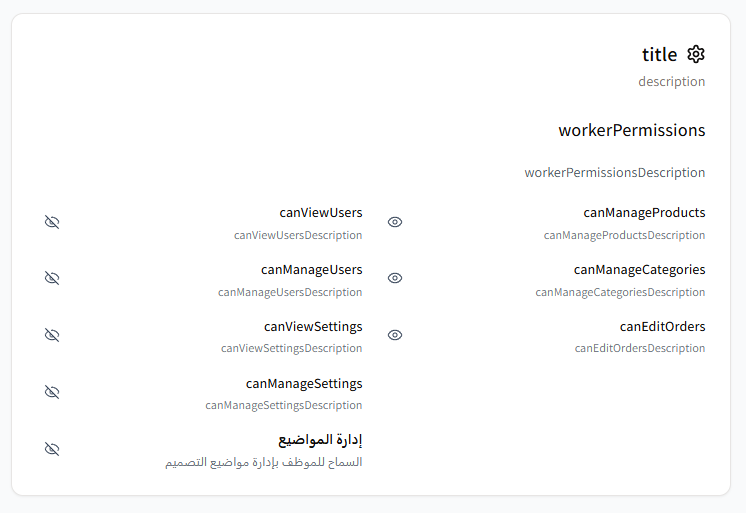 title
description
workerPermissions
workerPermissionsDescription
canManageProducts
canManageProductsDescription
canManageCategories
canManageCategoriesDescription
canEditOrders
canEditOrdersDescription
canViewUsers
canViewUsersDescription
canManageUsers
canManageUsersDescription
canViewSettings
canViewSettingsDescription
canManageSettings
canManageSettingsDescription
إدارة المواضيع
السماح للموظف بإدارة مواضيع التصميم